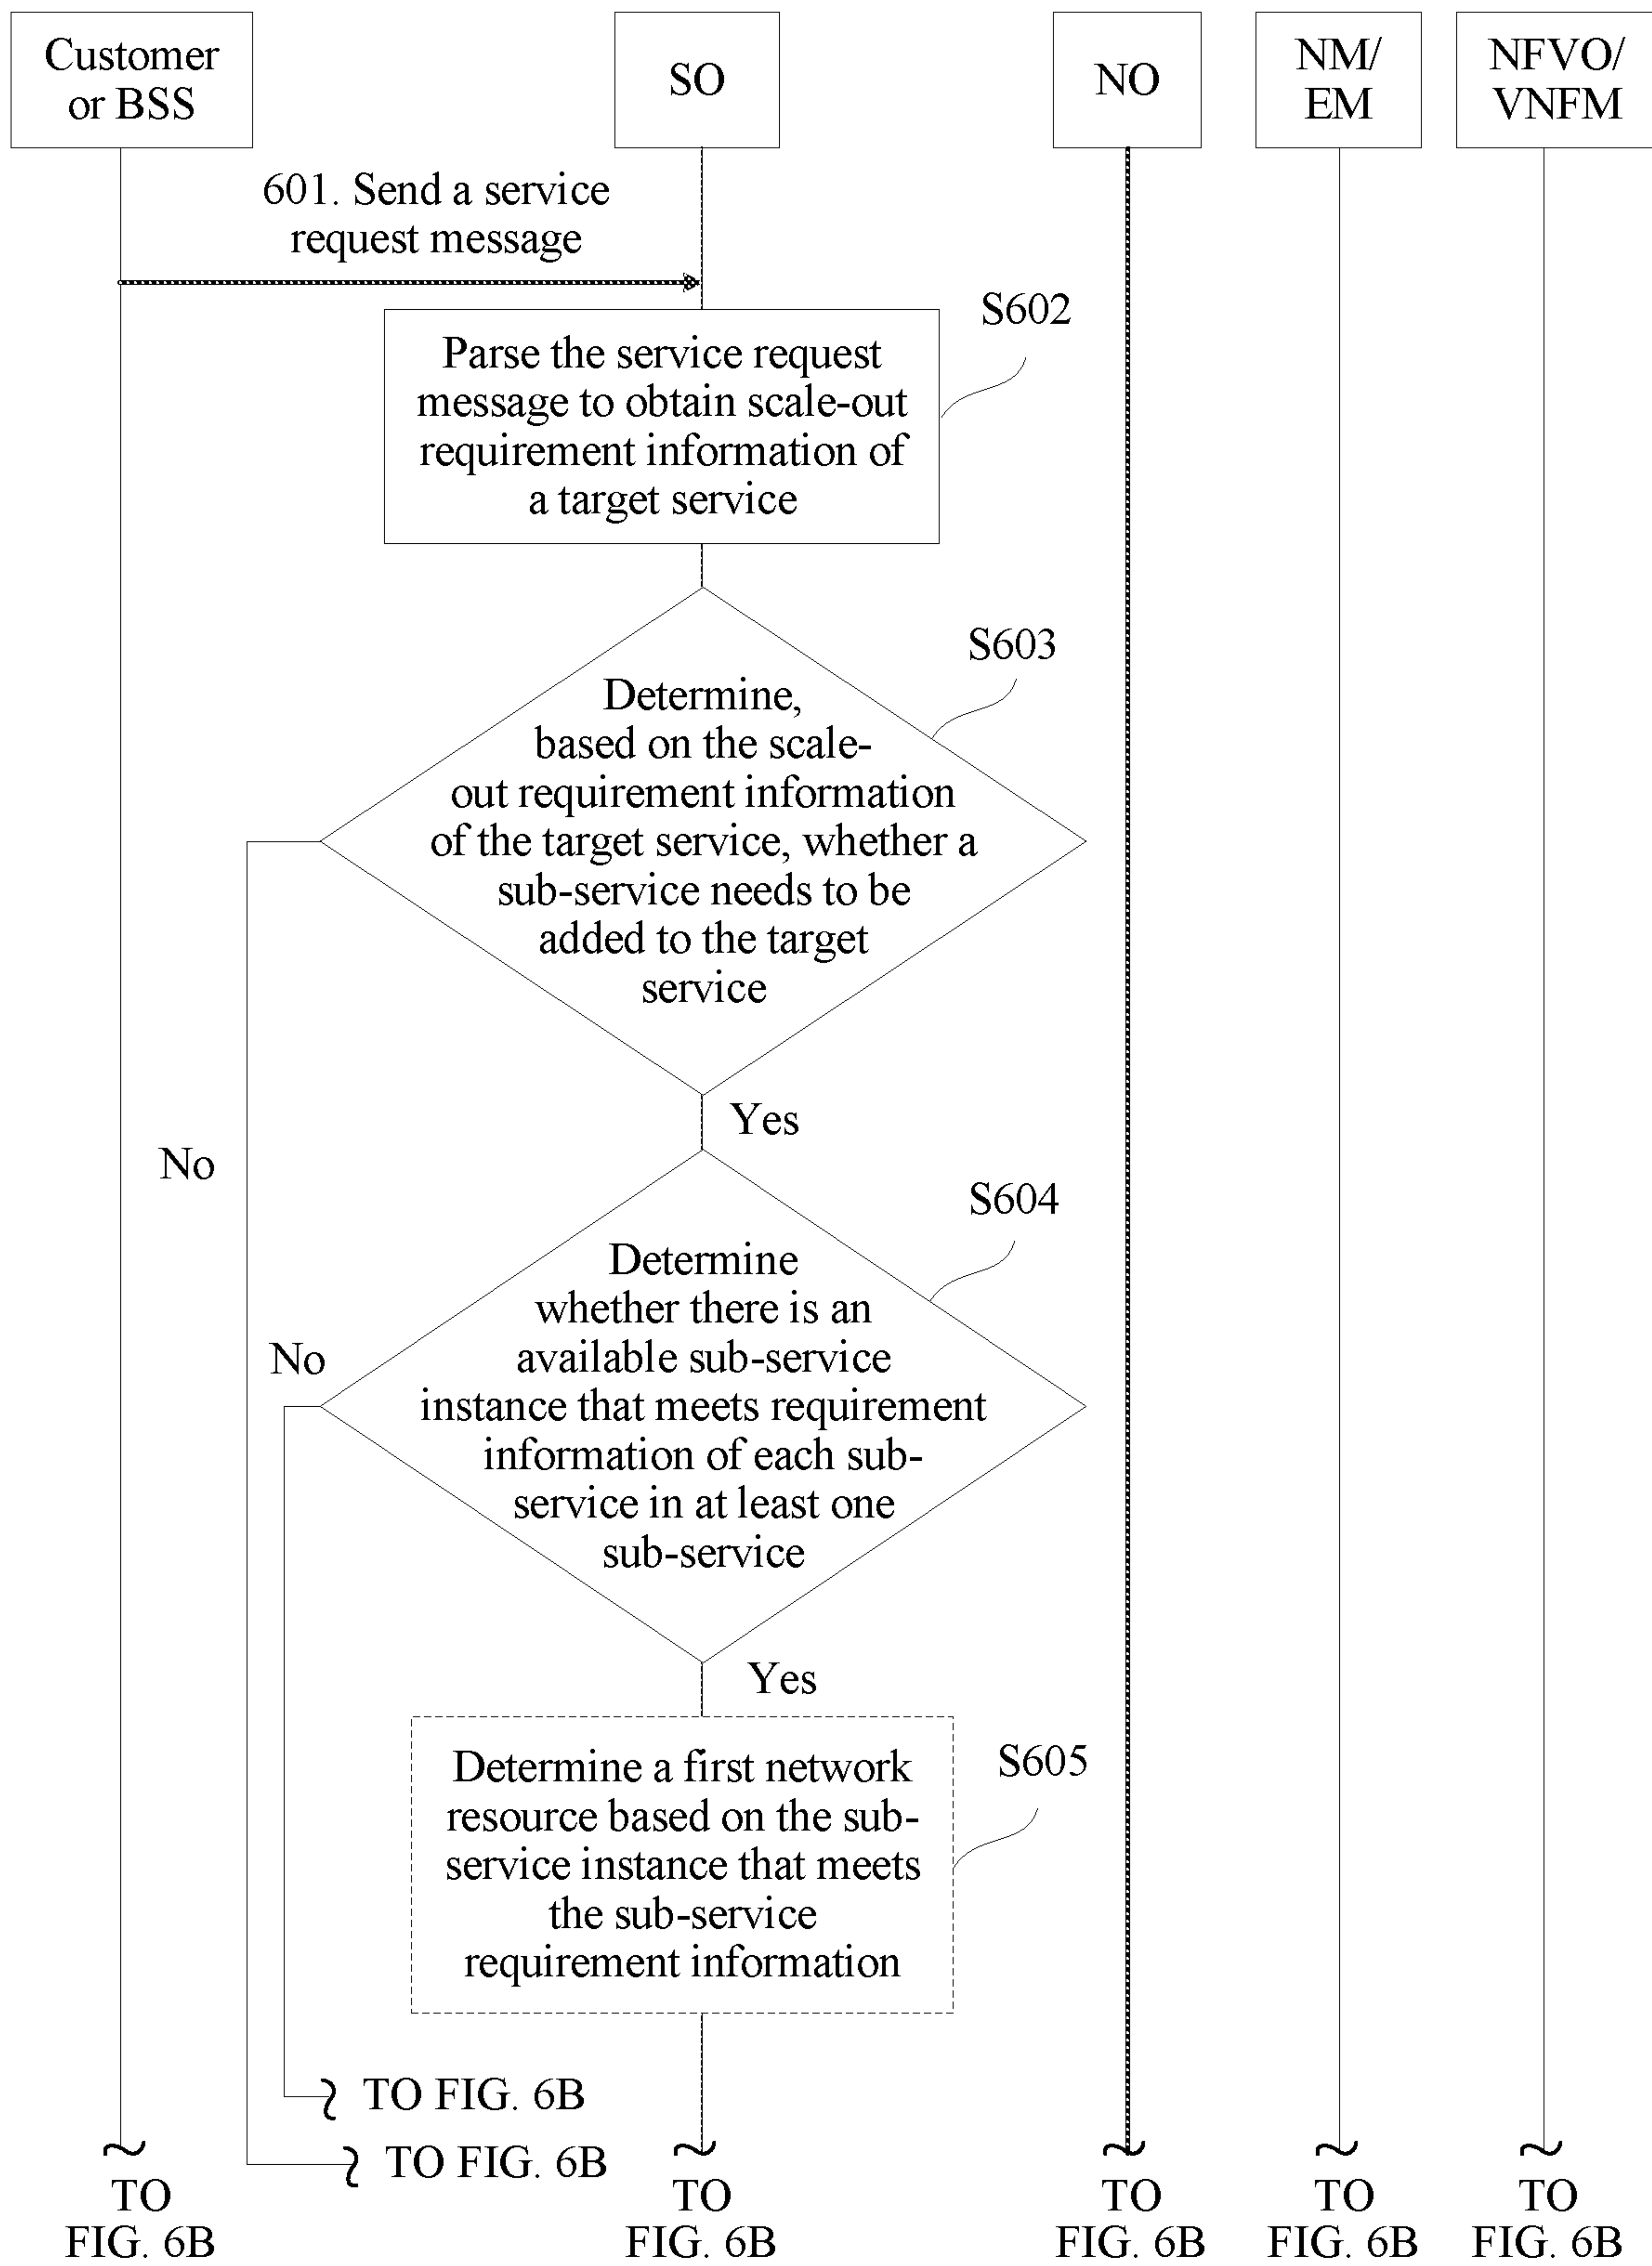 Customer
or BSS
SO
NO
NM/
EM
NFVO/
VNFM
601. Send a service
request message
S602
Parse the service request
message to obtain scale-out
requirement information of
a target service
S603
Determine,
based on the scale-
out requirement information
of the target service, whether a
sub-service needs to be
added to the target
service
Yes
No
S604
Determine
whether there is an
available sub-service
instance that meets requirement
information of each sub-
service in at least one
sub-service
No
Yes
S605
Determine a first network
resource based on the sub-
service instance that meets
the sub-service
requirement information
TO FIG. 6B
TO FIG. 6B
TO
FIG. 6B
TO
FIG. 6B
TO
FIG. 6B
TO
FIG. 6B
TO
FIG. 6B